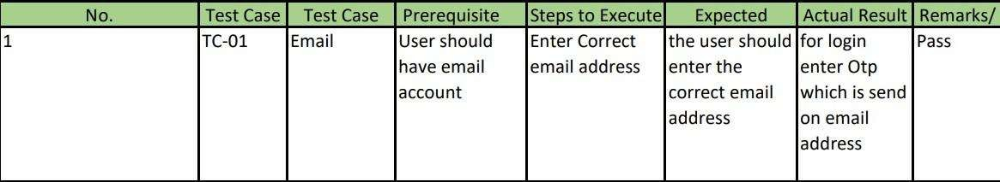 No. Test Case Test Case Prerequisite Steps to Execute Expected Actual Result Remarks/
1 TC-01 Email User should Enter Correct the user should for login Pass
have email email address enter the enter Otp
account correct email which is send
address on email
address